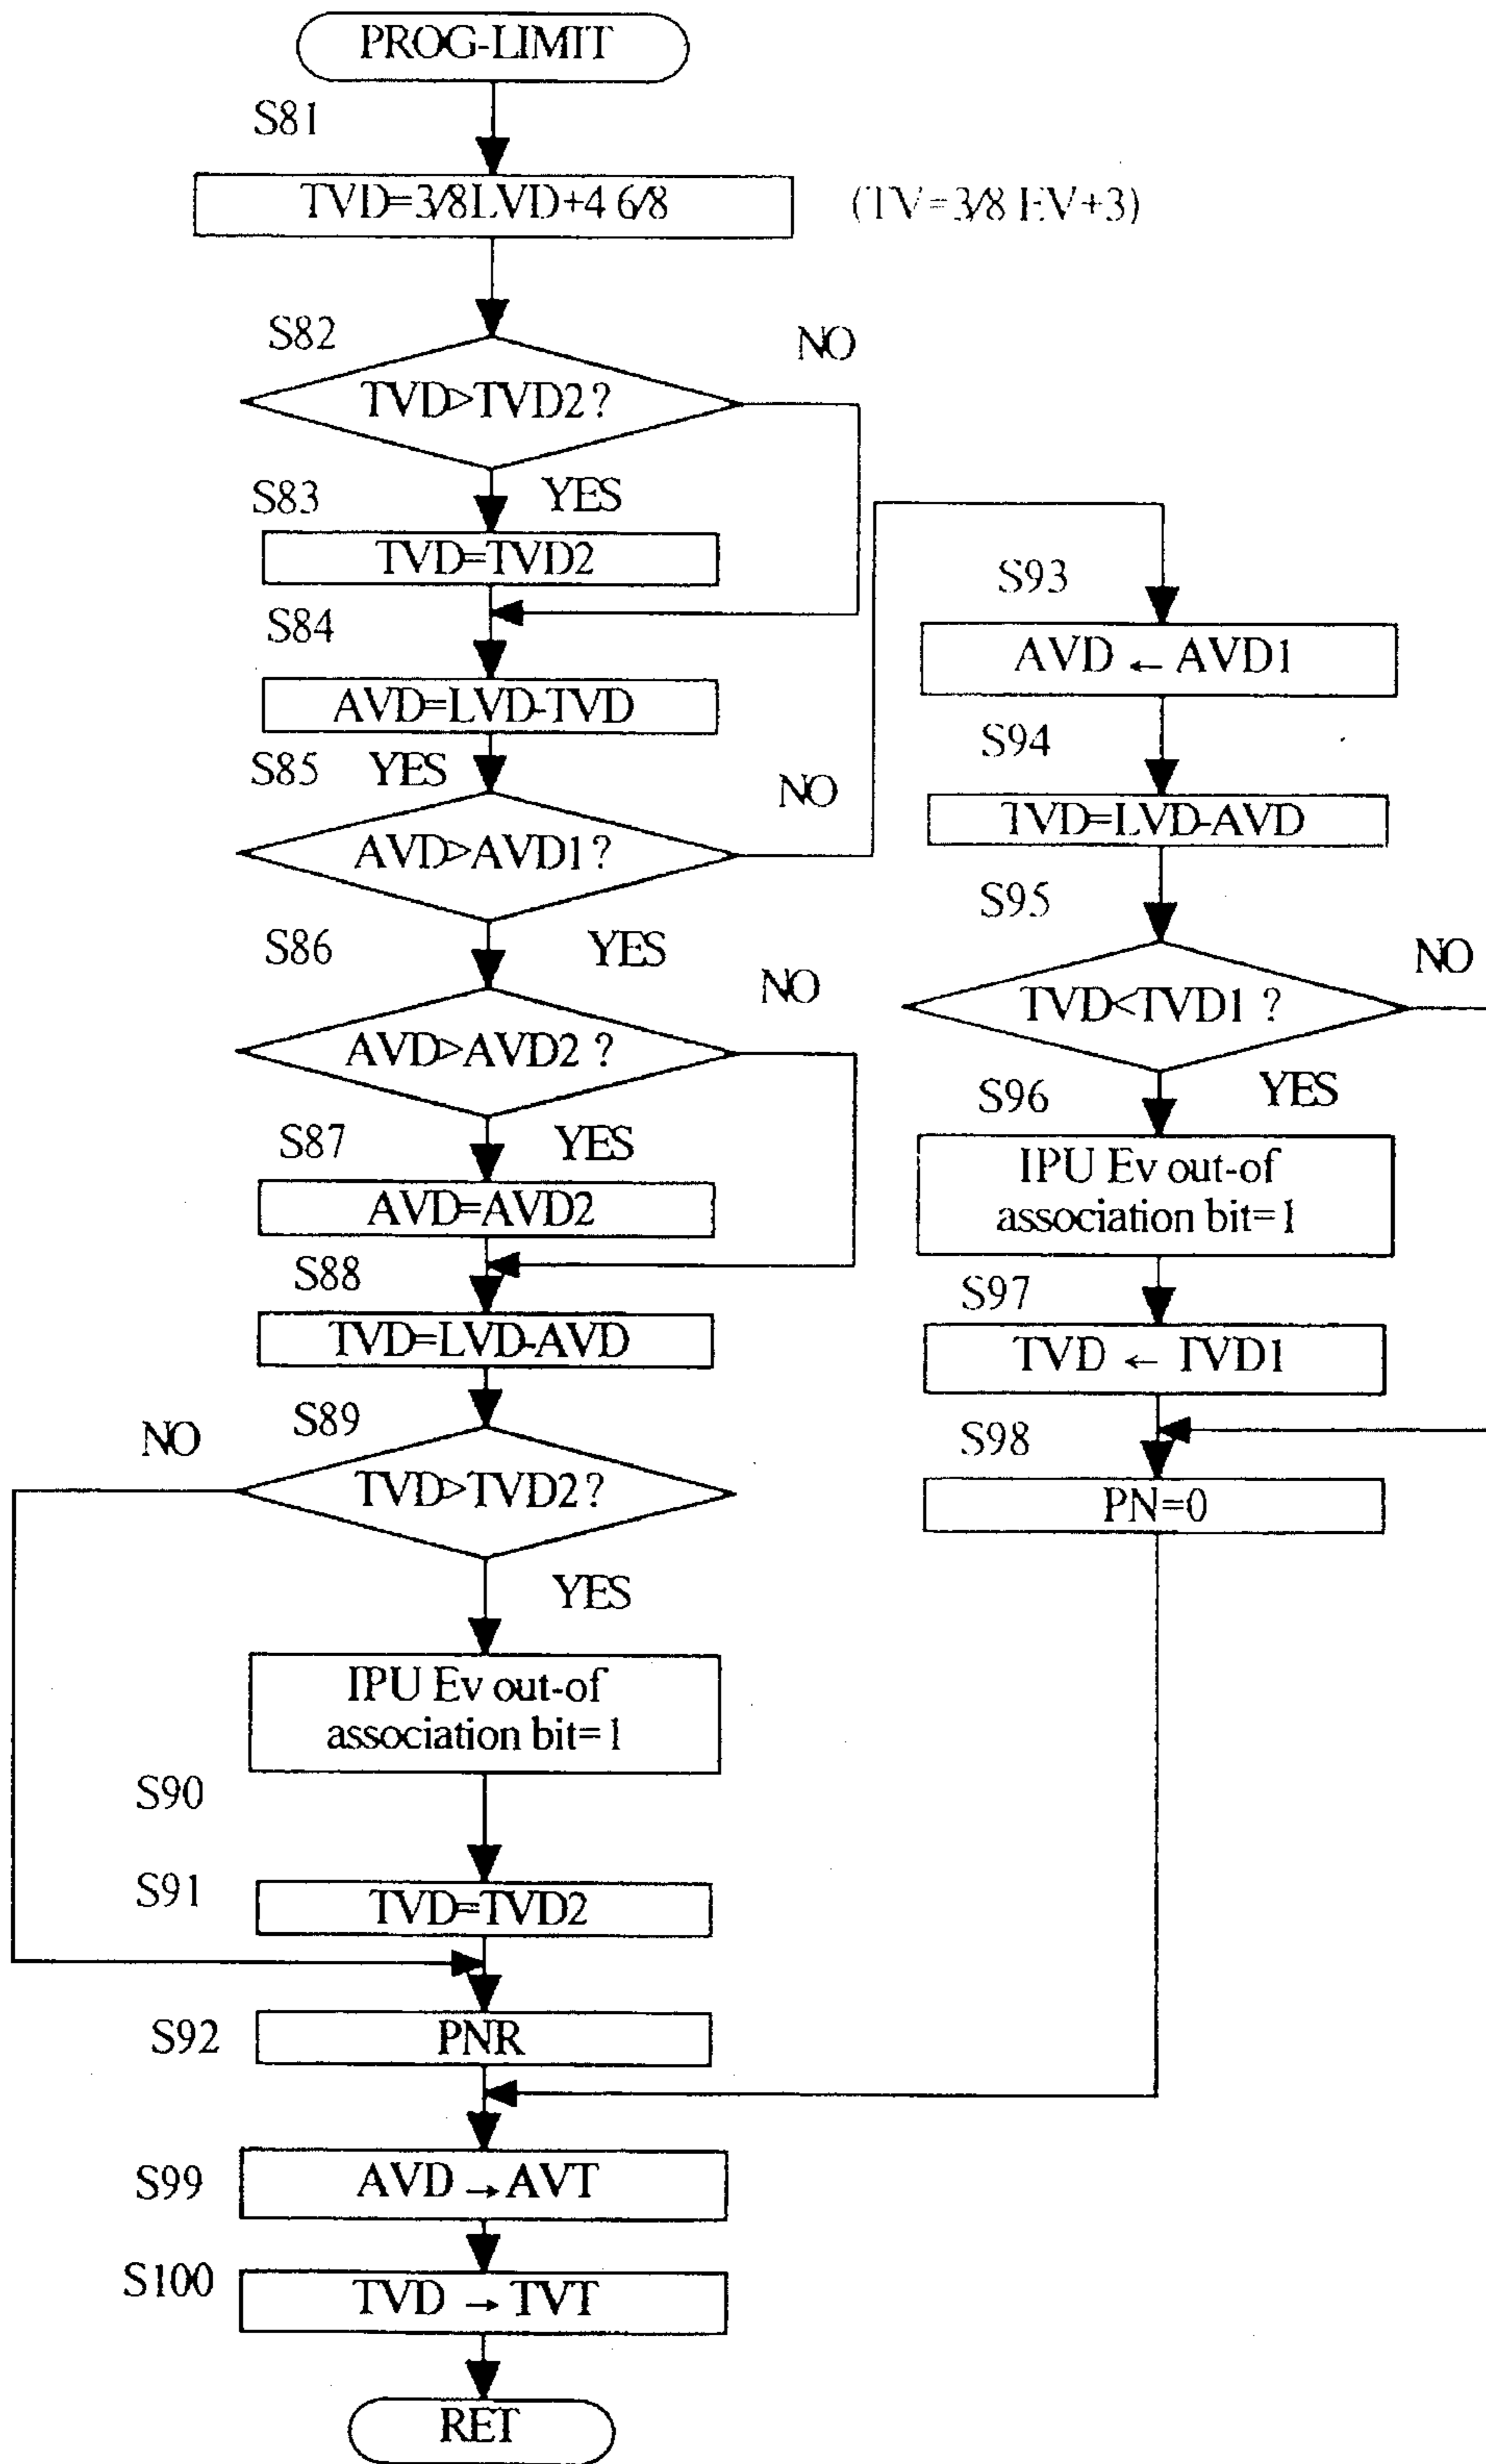 PROG-LIMIT
S81
TVD=3/8LVD+4 6/8
(TV=3/8 EV+3)
S82
NO
TVD>TVD2?
S83
YES
TVD=TVD2
S84
AVD=LVD-TVD
S85
YES
NO
AVD>AVD1?
S86
YES
NO
AVD>AVD2 ?
S87
YES
AVD=AVD2
S88
TVD=LVD-AVD
S89
NO
TVD>TVD2?
YES
IPU Ev out-of
association bit=1
S90
S91
TVD=TVD2
S92
PNR
S93
AVD ← AVD1
S94
TVD=LVD-AVD
S95
NO
TVD<TVD1 ?
S96
YES
IPU Ev out-of
association bit=1
S97
TVD ← TVD1
S98
PN=0
S99
AVD → AVT
S100
TVD → TVT
RET